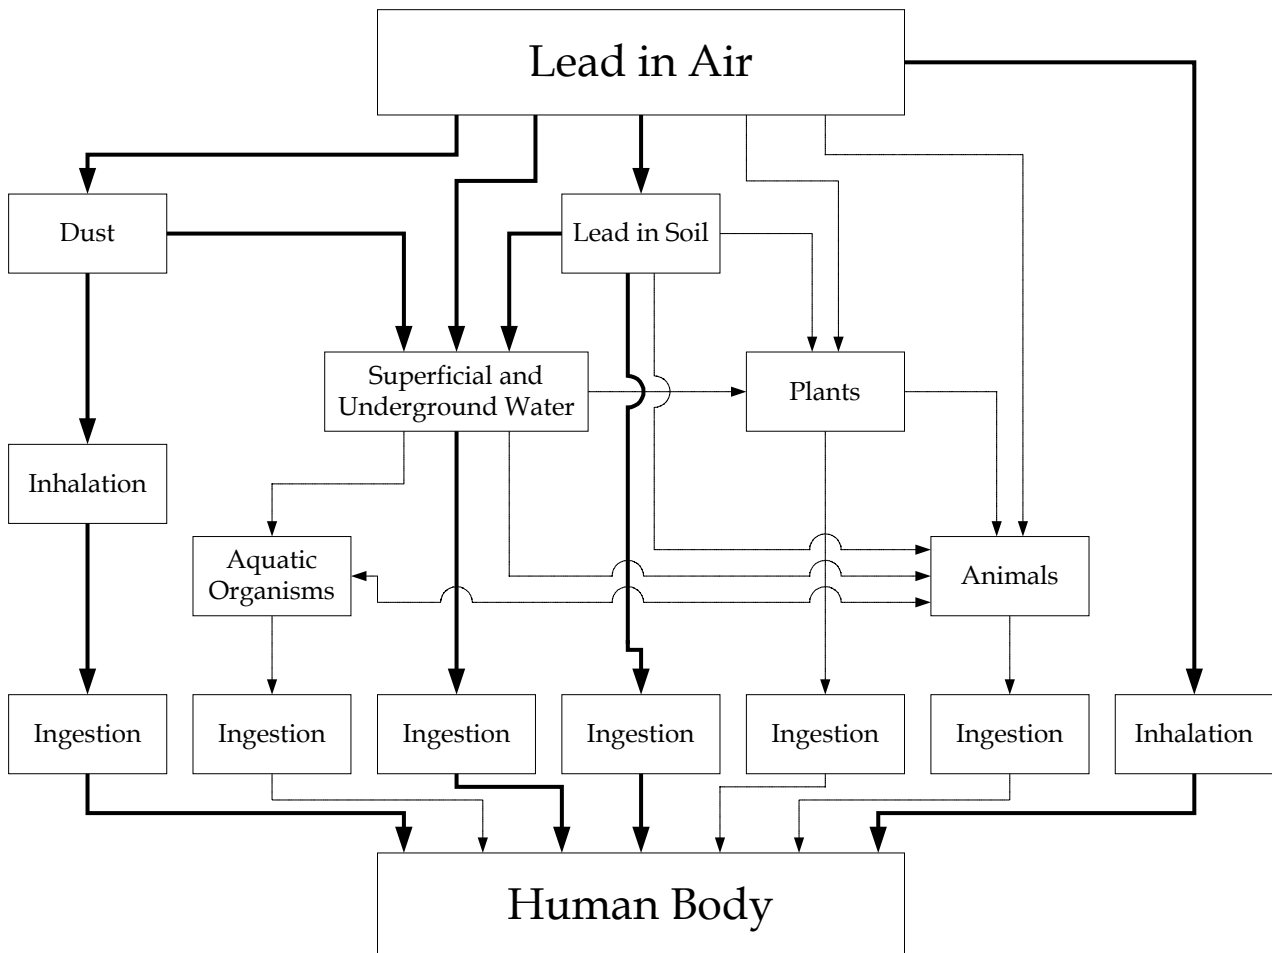 Lead in Air
Dust
Lead in Soil
Superficial and
Underground Water
Plants
Inhalation
Aquatic
Organisms
Animals
Ingestion
Ingestion
Ingestion
Ingestion
Ingestion
Ingestion
Inhalation
Human Body